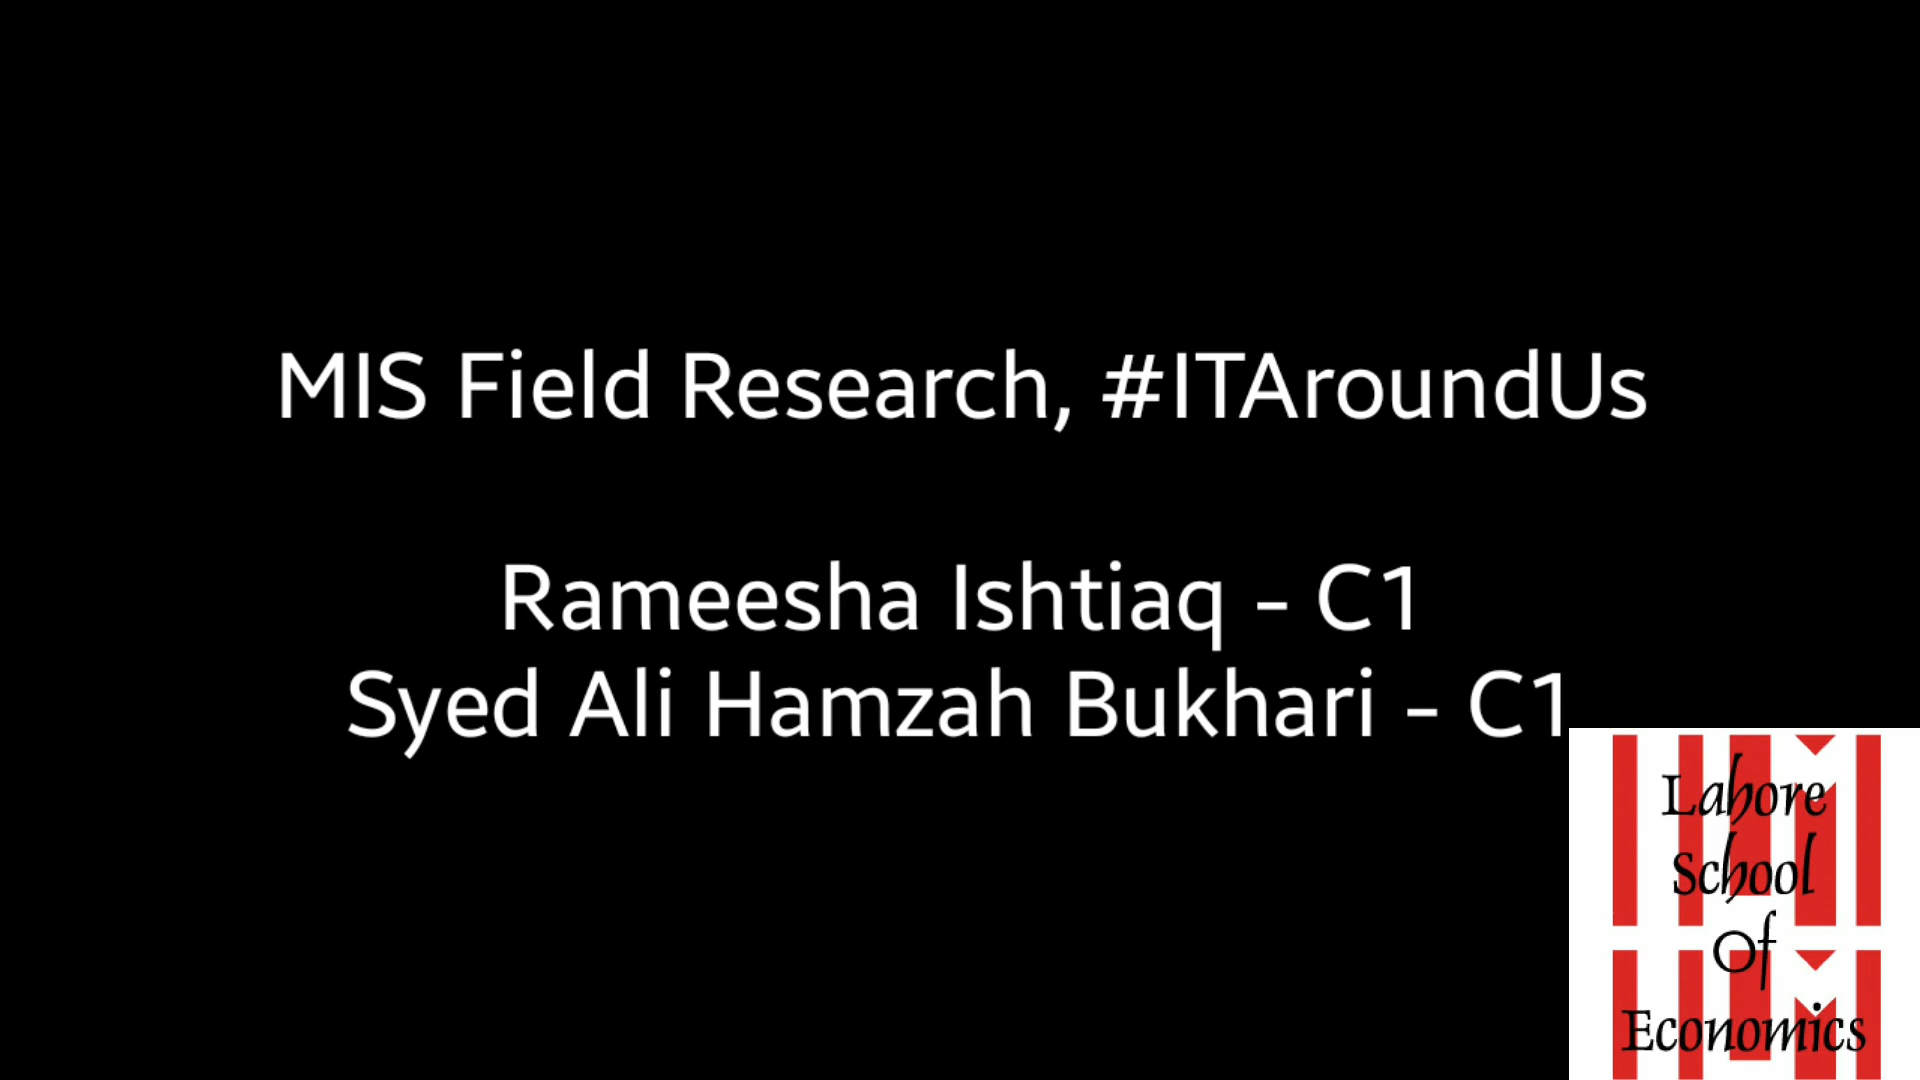 MIS Field Research, #ITAroundUs
Rameesha Ishtiaq - C1
Syed Ali Hamzah Bukhari - C1
Lahore
School
Of
Economics